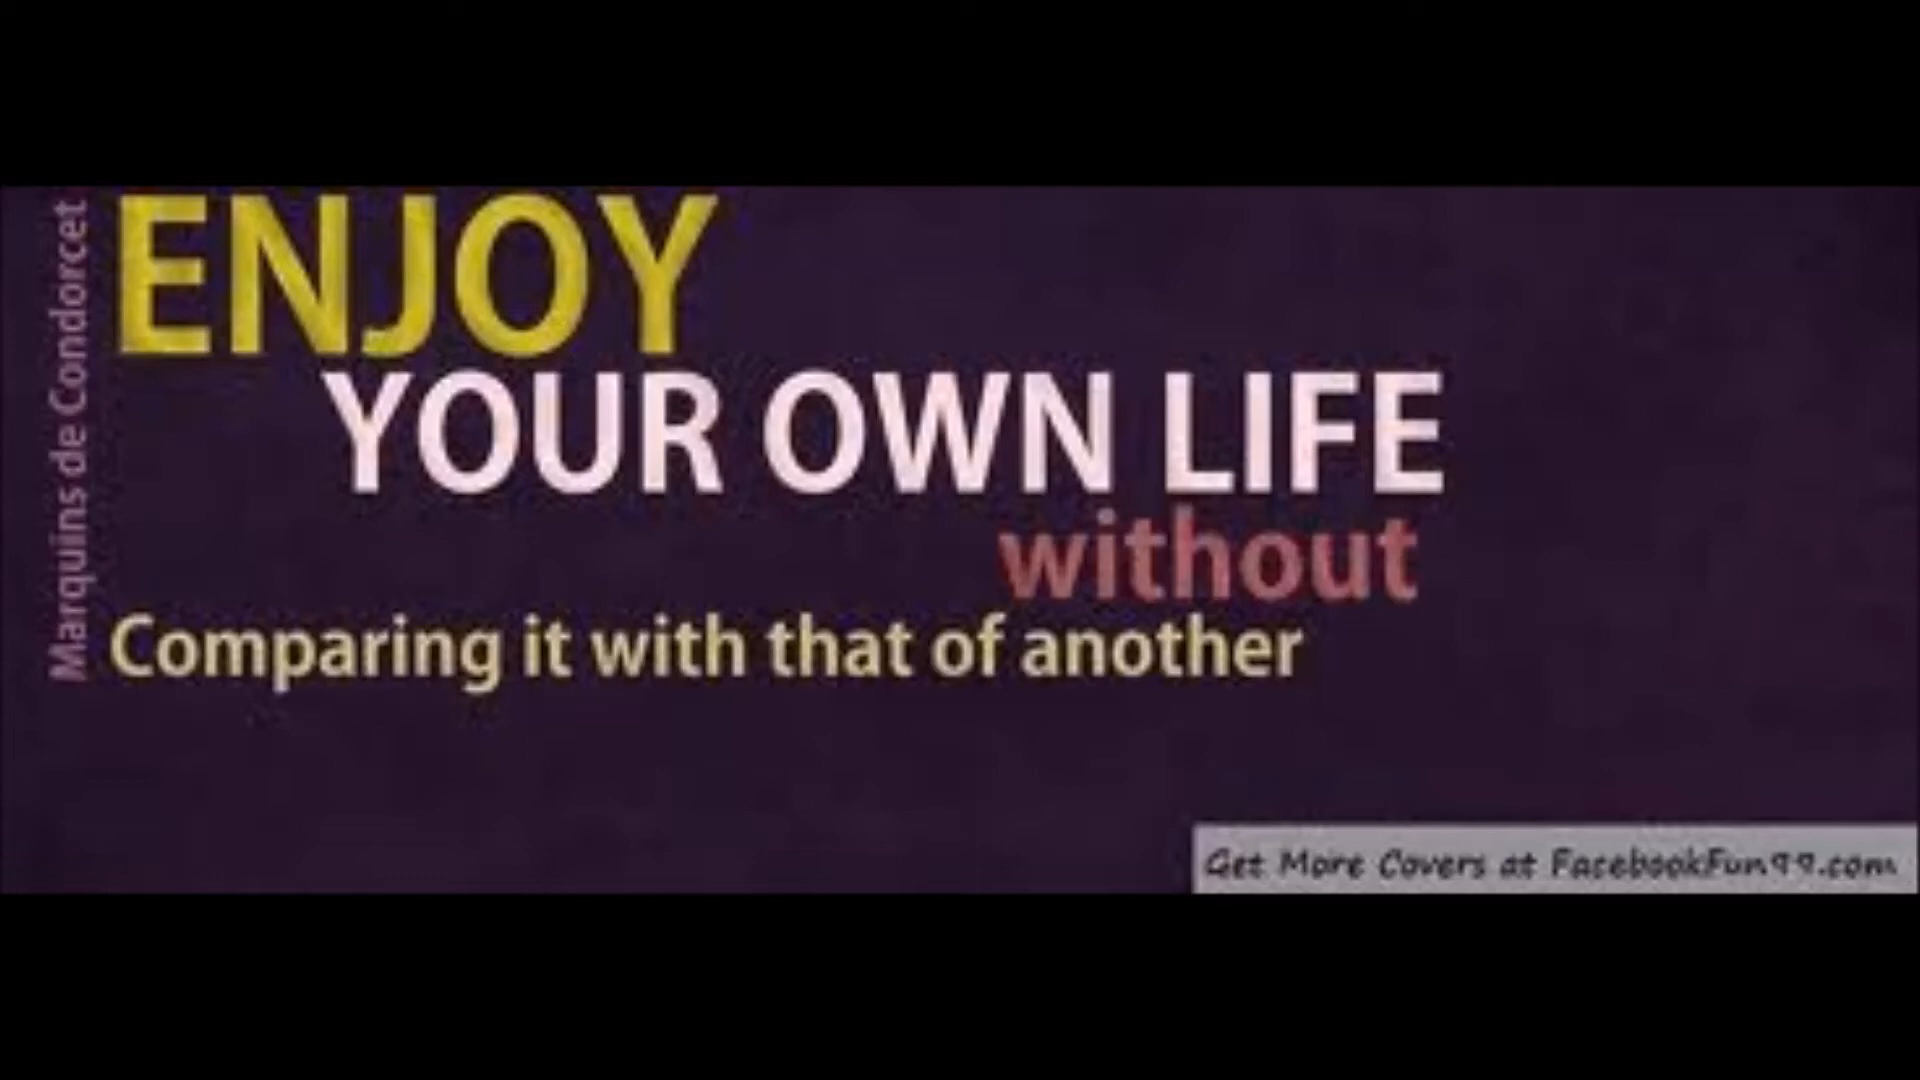 Marquins de Condorcet
ENJOY
YOUR OWN LIFE
without
Comparing it with that of another
Get More Covers at FacebookFun99.com